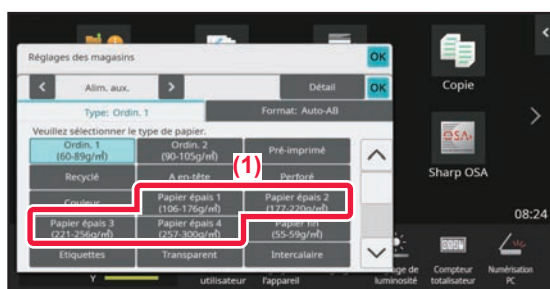 Réglages des magasins
OK
Alim. aux.
Détail
OK
Type: Ordin. 1
Format: Auto-AB
Veuillez sélectionner le type de papier.
Ordin. 1
(60-89g/㎡)
Ordin. 2
(90-105g/㎡)
Pré-imprimé
Recyclé
A en-tête
Perforé
(1)
Couleur
Papier épais 1
(106-176g/㎡)
Papier épais 2
(177-220g/㎡)
Papier épais 3
(221-256g/㎡)
Papier épais 4
(257-300g/㎡)
Papier fin
(55-59g/㎡)
Etiquettes
Transparent
Intercalaire
Copie
OSA
Sharp OSA
08:24
Y
utilisateur
l'appareil
age de
luminosité
Compteur
totalisateur
Numérisation
PC